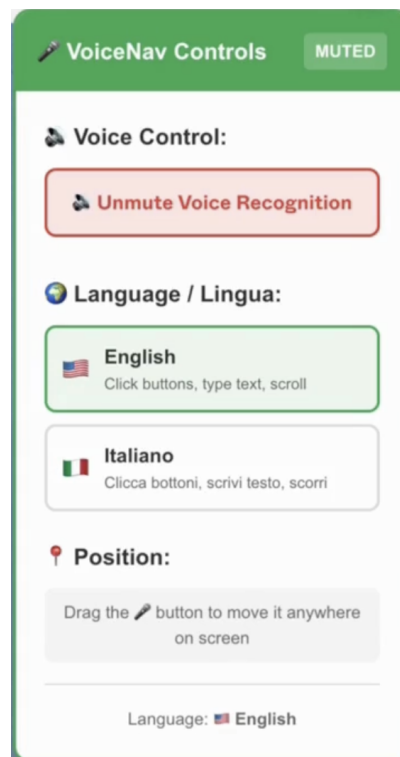 🎤 VoiceNav Controls
MUTED
🔊 Voice Control:
🔊 Unmute Voice Recognition
🌍 Language / Lingua:
🇺🇸 English
Click buttons, type text, scroll
🇮🇹 Italiano
Clicca bottoni, scrivi testo, scorri
📍 Position:
Drag the 🎤 button to move it anywhere
on screen
Language: 🇺🇸 English